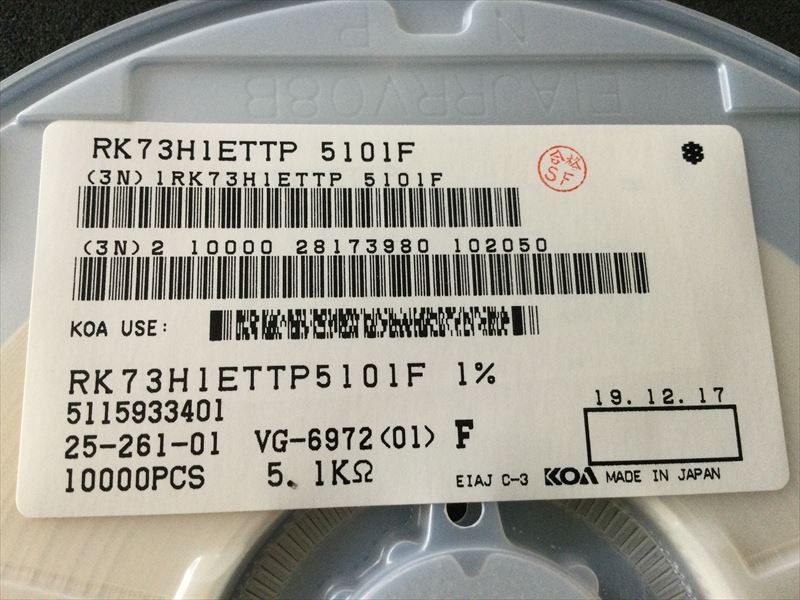 N
P
EIAJRRV08B
RK73H1ETTP 5101F
合格
SF
(3N)1RK73H1ETTP 5101F
(3N)2 10000 28173980 102050
KOA USE:
RK73H1ETTP5101F 1%
5115933401
19.12.17
25-261-01 VG-6972(01) F
10000PCS 5.1KΩ EIAJ C-3 KOA MADE IN JAPAN